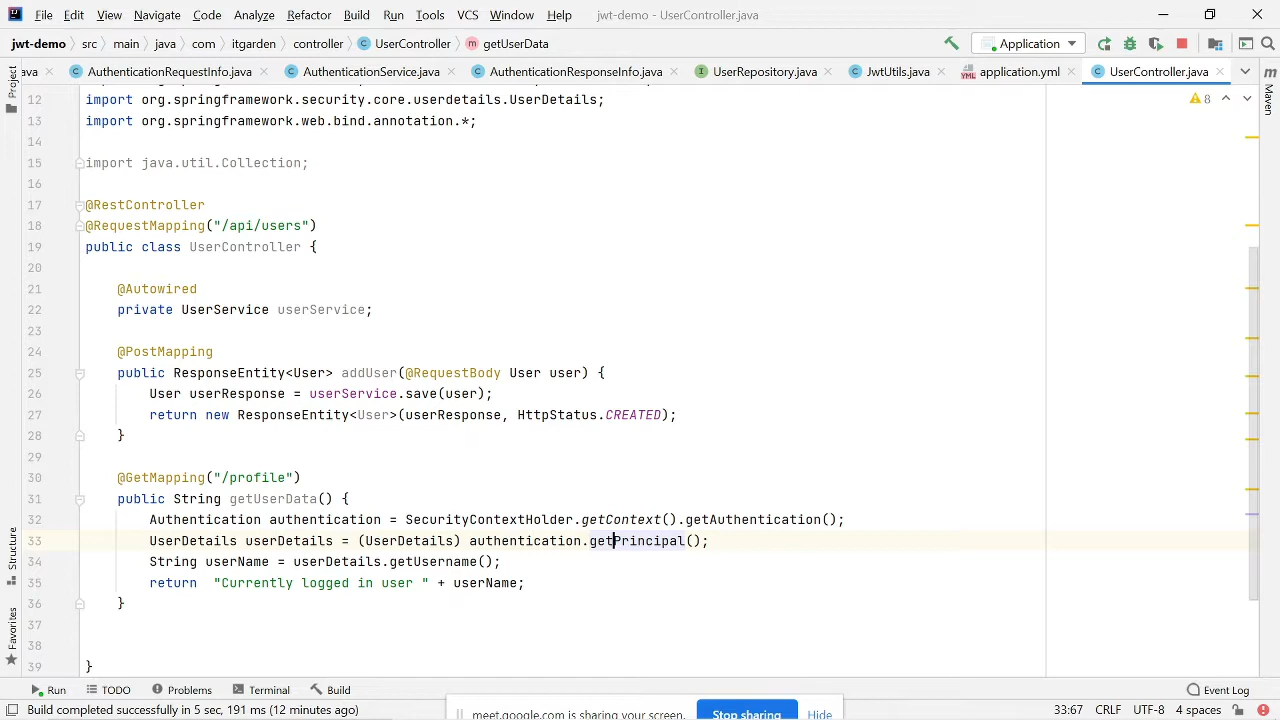 File Edit View Navigate Code Analyze Refactor Build Run Tools VCS Window Help jwt-demo - UserController.java
jwt-demo src main java com itgarden controller UserController getUserData Application
ava AuthenticationRequestInfo.java AuthenticationService.java AuthenticationResponseInfo.java UserRepository.java JwtUtils.java application.yml UserController.java
Project
Maven
8
12 import org.springframework.security.core.userdetails.UserDetails;
13 import org.springframework.web.bind.annotation.*;
14
15 import java.util.Collection;
16
17 @RestController
18 @RequestMapping("/api/users")
19 public class UserController {
20
21 @Autowired
22 private UserService userService;
23
24 @PostMapping
25 public ResponseEntity<User> addUser(@RequestBody User user) {
26 User userResponse = userService.save(user);
27 return new ResponseEntity<User>(userResponse, HttpStatus.CREATED);
28 }
29
30 @GetMapping("/profile")
31 public String getUserData() {
32 Authentication authentication = SecurityContextHolder.getContext().getAuthentication();
33 UserDetails userDetails = (UserDetails) authentication.getPrincipal();
34 String userName = userDetails.getUsername();
35 return "Currently logged in user " + userName;
36 }
37
38
39 }
Structure
Favorites
Run TODO Problems Terminal Build Event Log
Build completed successfully in 5 sec, 191 ms (12 minutes ago) 33:67 CRLF UTF-8 4 spaces
meet.google.com is sharing your screen. Stop sharing Hide